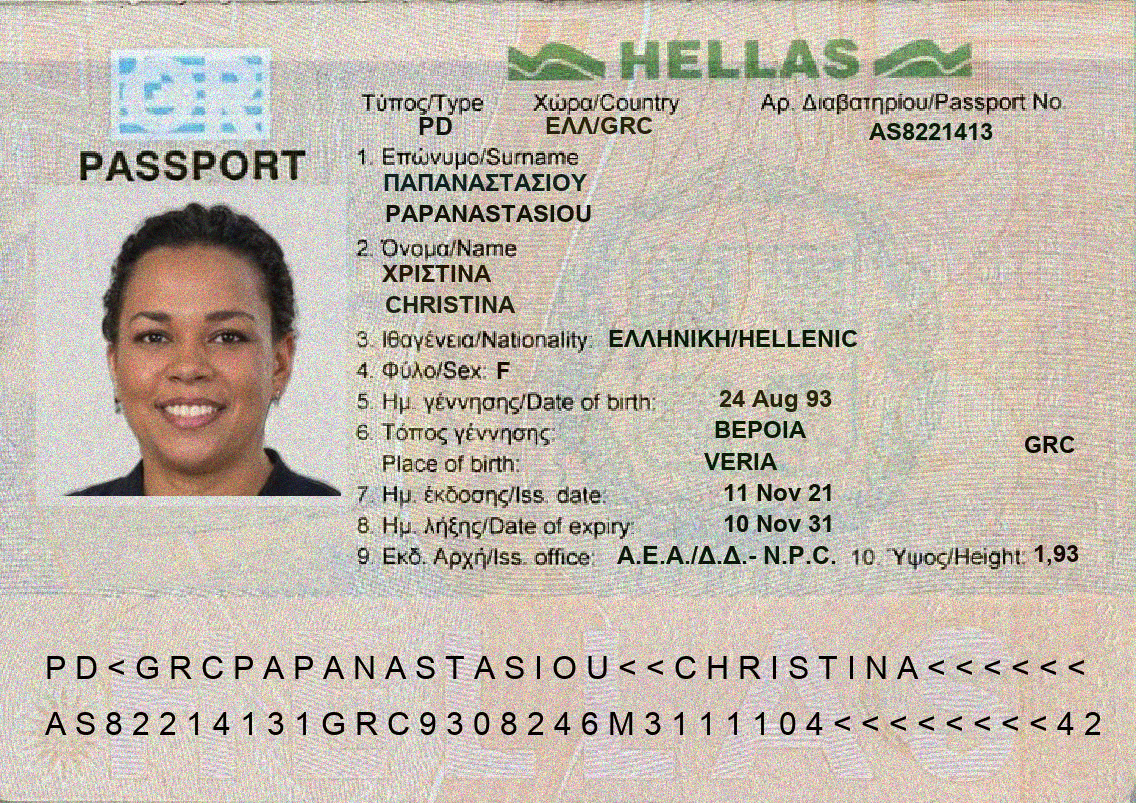 GR
HELLAS
PASSPORT
Τύπος/Type Χώρα/Country Αρ. Διαβατηρίου/Passport No.
PD ΕΛΛ/GRC AS8221413
1. Επώνυμο/Surname
ΠΑΠΑΝΑΣΤΑΣΙΟΥ
PAPANASTASIOU
2. Όνομα/Name
ΧΡΙΣΤΙΝΑ
CHRISTINA
3. Ιθαγένεια/Nationality: ΕΛΛΗΝΙΚΗ/HELLENIC
4. Φύλο/Sex: F
5. Ημ. γέννησης/Date of birth: 24 Aug 93
6. Τόπος γέννησης: ΒΕΡΟΙΑ
Place of birth: VERIA GRC
7. Ημ. έκδοσης/Iss. date: 11 Nov 21
8. Ημ. λήξης/Date of expiry: 10 Nov 31
9 Εκδ. Αρχή/Iss. office: Α.Ε.Α./Δ.Δ.- N.P.C. 10. Ύψος/Height: 1,93
PD<GRCPAPANASTASIOU<<CHRISTINA<<<<<<
AS82214131GRC9308246M3111104<<<<<<<<42
HELLAS